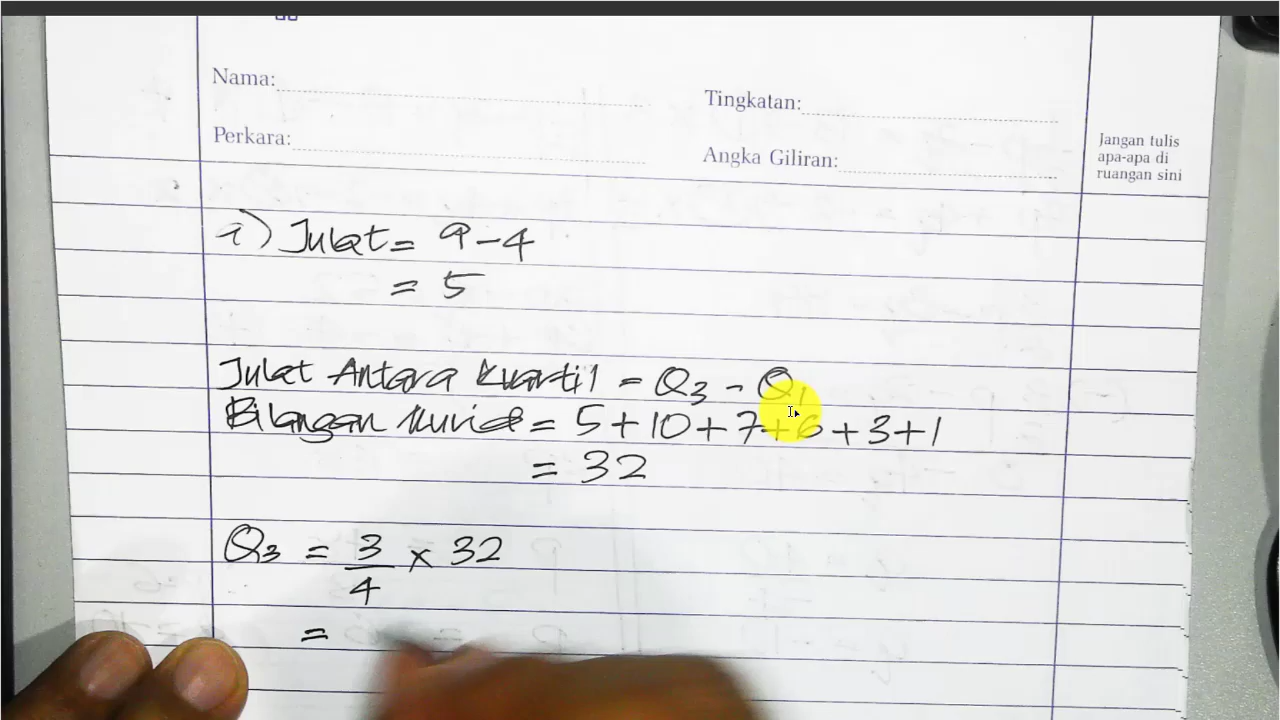 Nama:
Tingkatan:
Perkara:
Angka Giliran:
Jangan tulis
apa-apa di
ruangan sini
a) Julat = 9 - 4
= 5
Julat Antara Kuartil = Q3 - Q1
Bilangan Murid = 5 + 10 + 7 + 6 + 3 + 1
= 32
Q3 = 3/4 × 32
=